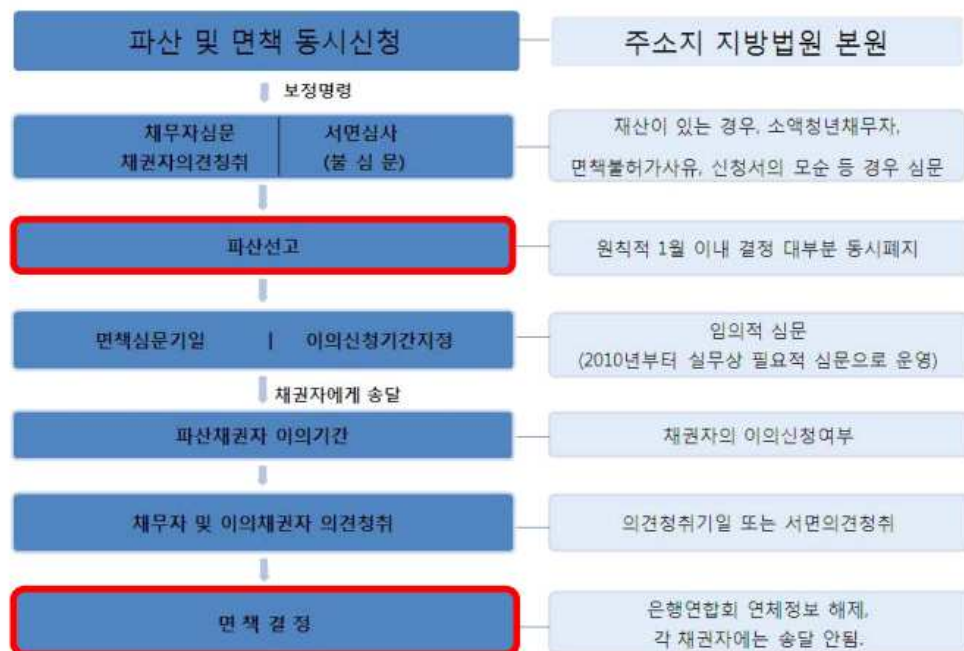 파산 및 면책 동시신청
주소지 지방법원 본원
보정명령
채무자심문
채권자의견청취
서면심사
(불 심 문)
재산이 있는 경우, 소액청년채무자,
면책불허가사유, 신청서의 모순 등 경우 심문
파산선고
원칙적 1월 이내 결정 대부분 동시폐지
면책심문기일 | 이의신청기간지정
임의적 심문
(2010년부터 실무상 필요적 심문으로 운영)
채권자에게 송달
파산채권자 이의기간
채권자의 이의신청여부
채무자 및 이의채권자 의견청취
의견청취기일 또는 서면의견청취
면 책 결 정
은행연합회 연체정보 해제,
각 채권자에는 송달 안됨.